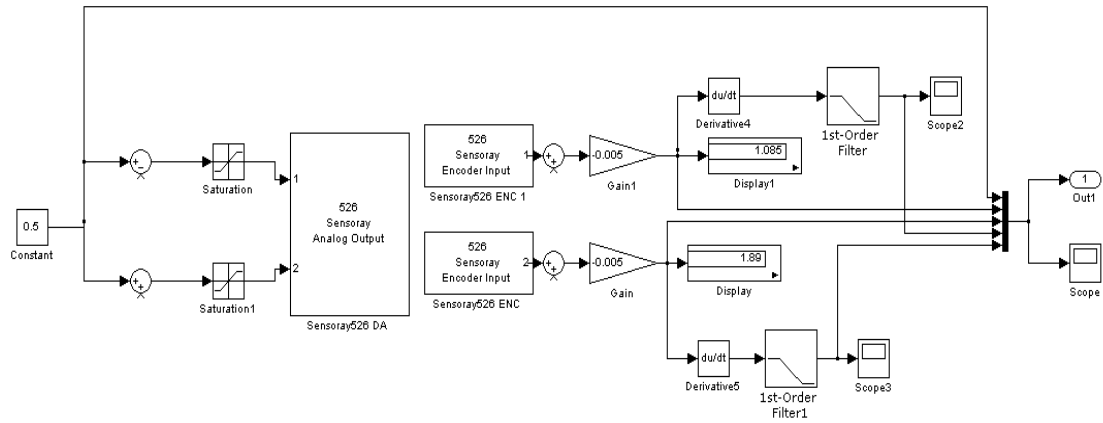 du/dt
Derivative4
1st-Order
Filter
Scope2
526
Sensoray
Encoder Input
1
Sensoray526 ENC 1
-0.005
Gain1
1.085
Display1
Saturation
1
526
Sensoray
Analog Output
2
Sensoray526 DA
0.5
Constant
Saturation1
526
Sensoray
Encoder Input
2
Sensoray526 ENC
-0.005
Gain
1.89
Display
1
Out1
Scope
du/dt
Derivative5
1st-Order
Filter1
Scope3